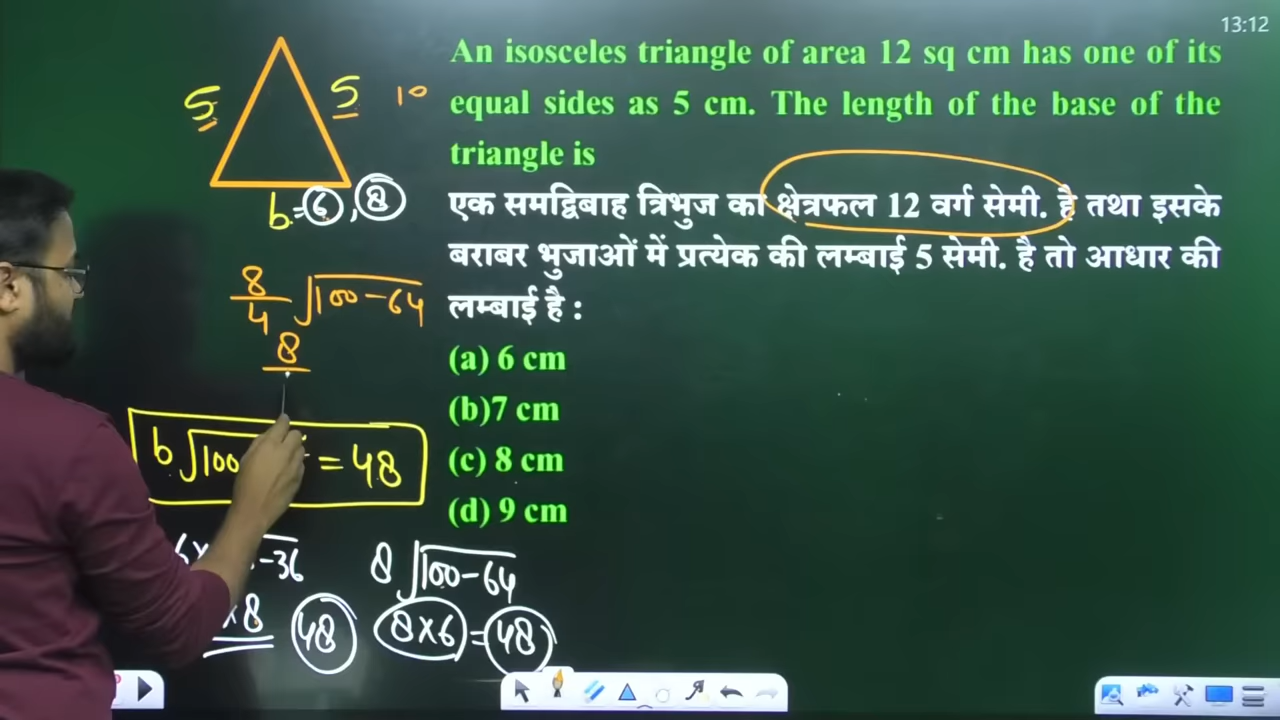 13:12
An isosceles triangle of area 12 sq cm has one of its
equal sides as 5 cm. The length of the base of the
triangle is
एक समद्विबाह त्रिभुज का क्षेत्रफल 12 वर्ग सेमी. है तथा इसके
बराबर भुजाओं में प्रत्येक की लम्बाई 5 सेमी. है तो आधार की
लम्बाई है :
(a) 6 cm
(b)7 cm
(c) 8 cm
(d) 9 cm
5 5 10
b=6, 8
8/4 √100-64
8
b√100 = 48
6× -36
×8 48
8√100-64
8×6=48